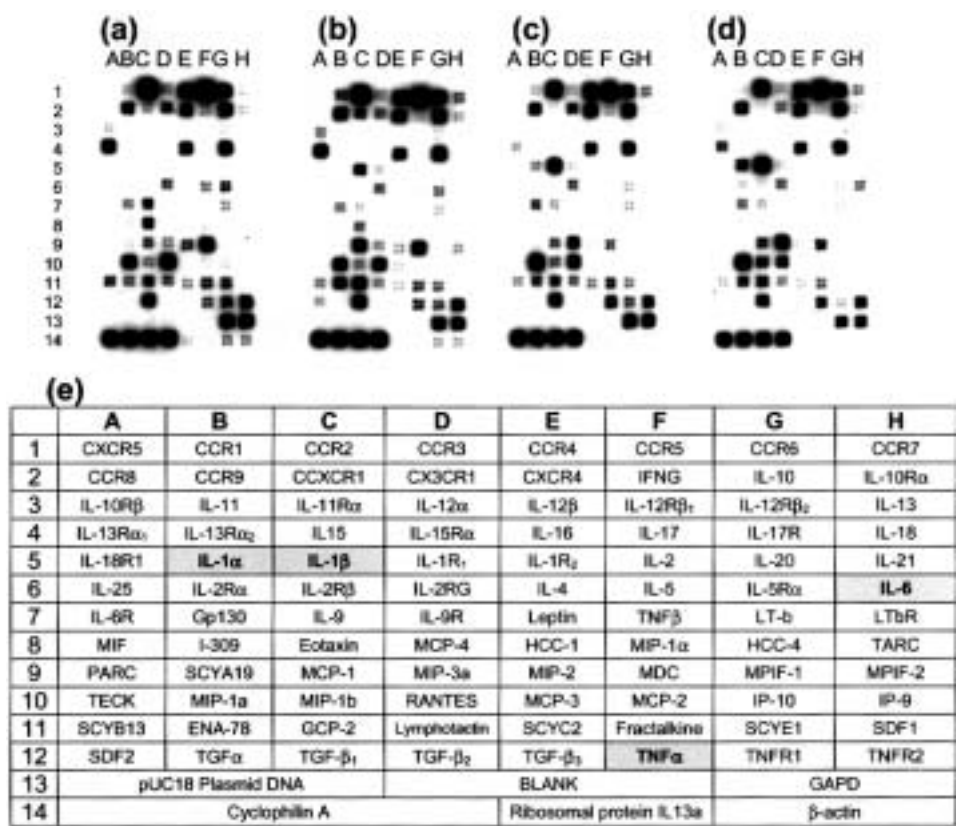 (a) (b) (c) (d)
A B C D E F G H A B C D E F G H A B C D E F G H A B C D E F G H
1
2
3
4
5
6
7
8
9
10
11
12
13
14
(e)
A B C D E F G H
1 CXCR5 CCR1 CCR2 CCR3 CCR4 CCR5 CCR6 CCR7
2 CCR8 CCR9 CCXCR1 CX3CR1 CXCR4 IFNG IL-10 IL-10Rα
3 IL-10Rβ IL-11 IL-11Rα IL-12α IL-12β IL-12Rβ₁ IL-12Rβ₂ IL-13
4 IL-13Rα₁ IL-13Rα₂ IL15 IL-15Rα IL-16 IL-17 IL-17R IL-18
5 IL-18R1 IL-1α IL-1β IL-1R₁ IL-1R₂ IL-2 IL-20 IL-21
6 IL-25 IL-2Rα IL-2Rβ IL-2RG IL-4 IL-5 IL-5Rα IL-6
7 IL-6R Gp130 IL-9 IL-9R Leptin TNFβ LT-b LTbR
8 MIF I-309 Eotaxin MCP-4 HCC-1 MIP-1α HCC-4 TARC
9 PARC SCYA19 MCP-1 MIP-3a MIP-2 MDC MPIF-1 MPIF-2
10 TECK MIP-1a MIP-1b RANTES MCP-3 MCP-2 IP-10 IP-9
11 SCYB13 ENA-78 GCP-2 Lymphotactin SCYC2 Fractalkine SCYE1 SDF1
12 SDF2 TGFα TGF-β₁ TGF-β₂ TGF-β₃ TNFα TNFR1 TNFR2
13 pUC18 Plasmid DNA BLANK GAPD
14 Cyclophilin A Ribosomal protein IL13a β-actin